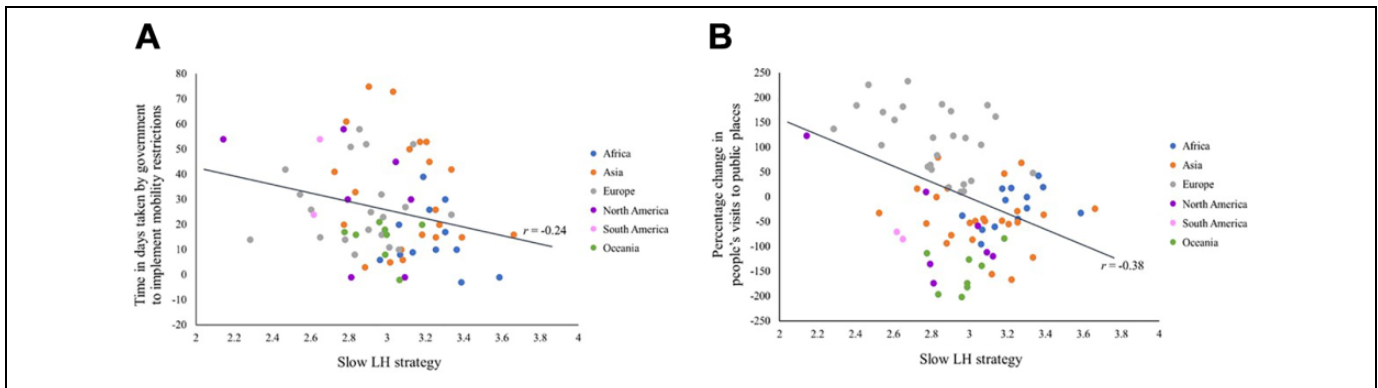 A
Time in days taken by government
to implement mobility restrictions
80
70
60
50
40
30
20
10
0
-10
-20
2 2.2 2.4 2.6 2.8 3 3.2 3.4 3.6 3.8 4
Slow LH strategy
r = -0.24
Africa
Asia
Europe
North America
South America
Oceania
B
Percentage change in
people's visits to public places
250
200
150
100
50
0
-50
-100
-150
-200
-250
2 2.2 2.4 2.6 2.8 3 3.2 3.4 3.6 3.8 4
Slow LH strategy
r = -0.38
Africa
Asia
Europe
North America
South America
Oceania